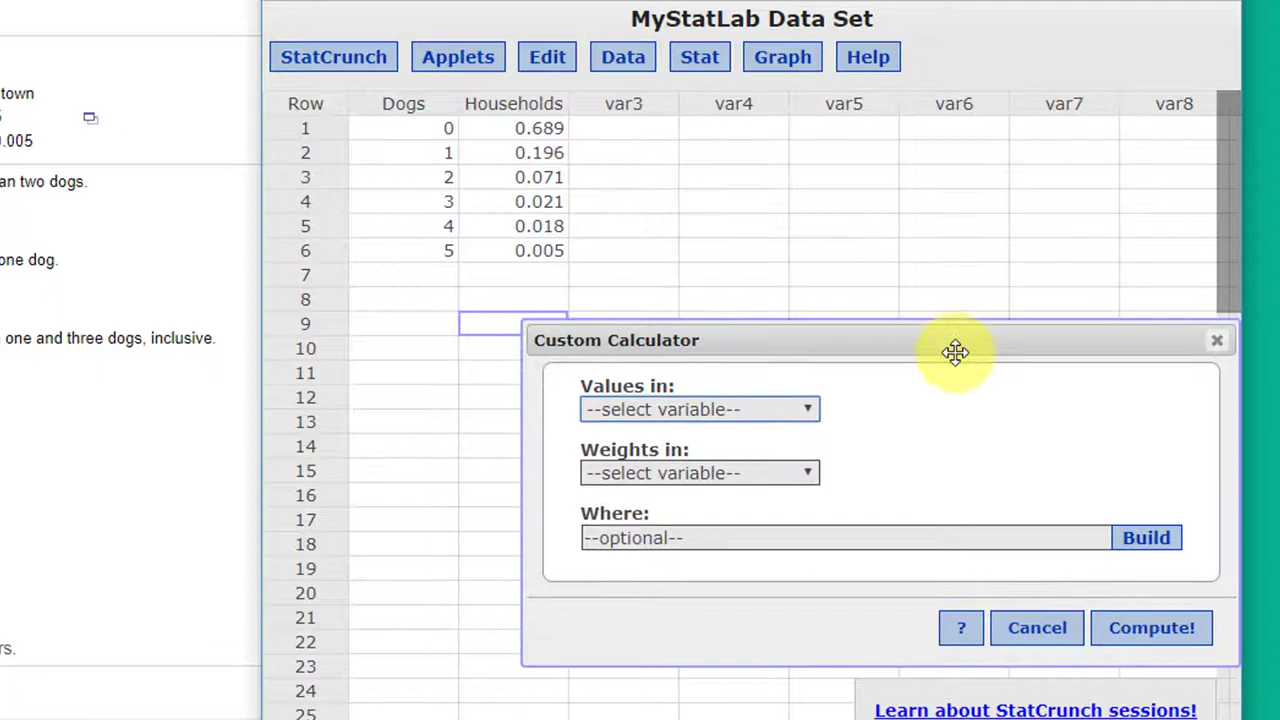 MyStatLab Data Set
StatCrunch Applets Edit Data Stat Graph Help
town
0.005
an two dogs.
one dog.
one and three dogs, inclusive.
rs.
Row Dogs Households var3 var4 var5 var6 var7 var8
1 0 0.689
2 1 0.196
3 2 0.071
4 3 0.021
5 4 0.018
6 5 0.005
7
8
9
10
11
12
13
14
15
16
17
18
19
20
21
22
23
24
25
Custom Calculator
Values in:
--select variable--
Weights in:
--select variable--
Where:
--optional-- Build
? Cancel Compute!
Learn about StatCrunch sessions!